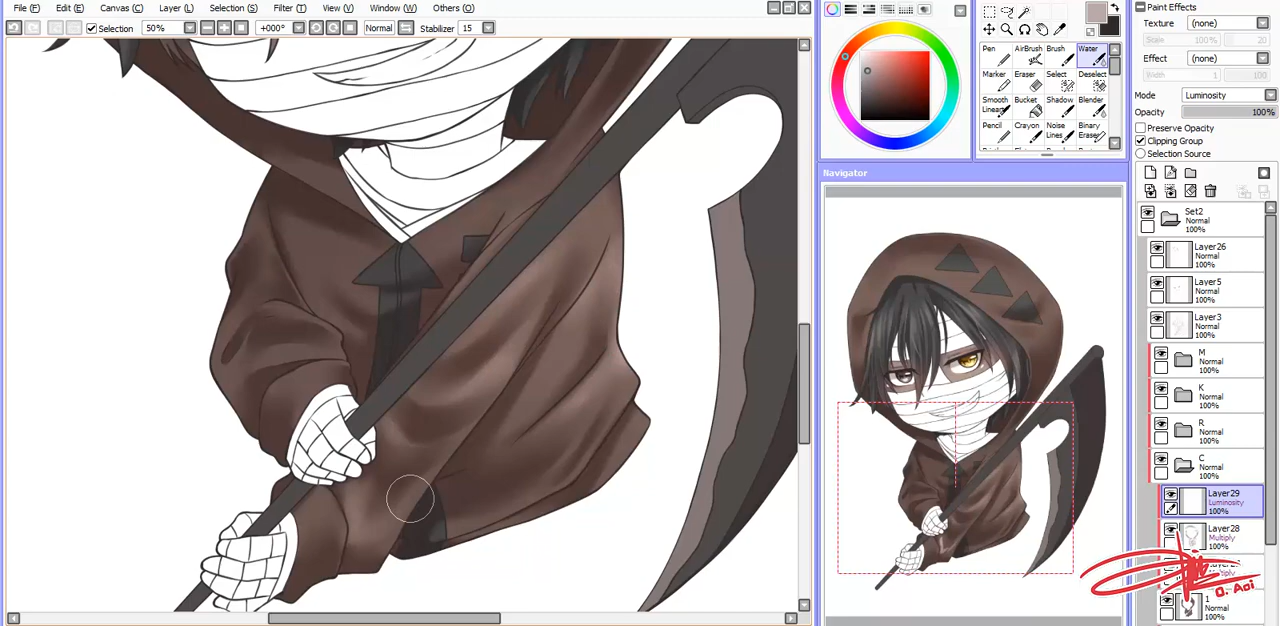 File (F) Edit (E) Canvas (C) Layer (L) Selection (S) Filter (T) View (V) Window (W) Others (O)
Selection 50% +000° Normal Stabilizer 15
Pen AirBrush Brush Water
Marker Eraser Select Deselect
Smooth Linear Bucket Shadow Blender
Pencil Crayon Noise Lines Binary Eraser
Navigator
Paint Effects
Texture (none)
Scale 100% 20
Effect (none)
Width 1 100
Mode Luminosity
Opacity 100%
Preserve Opacity
Clipping Group
Selection Source
Set2
Normal
100%
Layer26
Normal
100%
Layer5
Normal
100%
Layer3
Normal
100%
M
Normal
100%
K
Normal
100%
R
Normal
100%
C
Normal
100%
Layer29
Luminosity
100%
Layer28
Multiply
100%
1
Normal
100%
O. Aoi